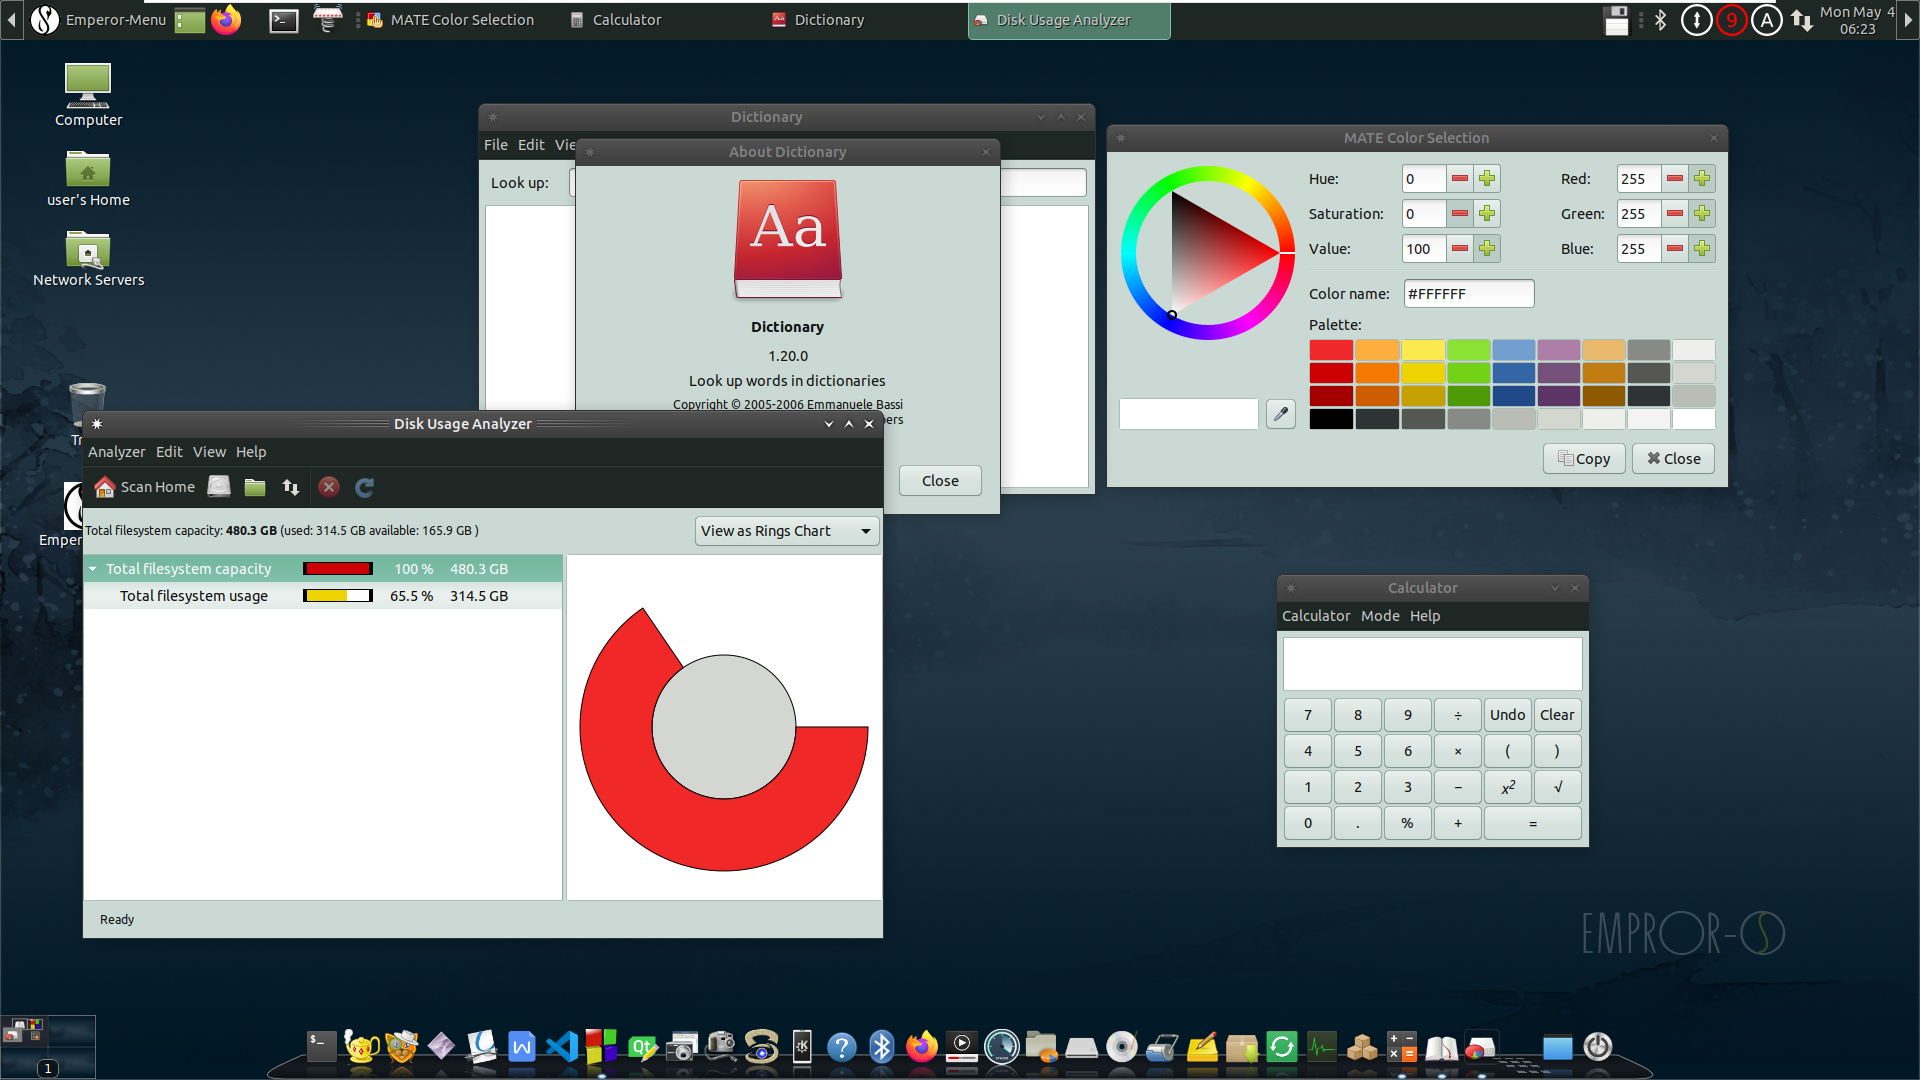 Emperor-Menu
MATE Color Selection
Calculator
Dictionary
Disk Usage Analyzer
9
A
Mon May 4
06:23
Computer
user's Home
Network Servers
Dictionary
File Edit
Look up:
About Dictionary
Aa
Dictionary
1.20.0
Look up words in dictionaries
Copyright © 2005-2006 Emmanuele Bassi
Close
MATE Color Selection
Hue: 0 Red: 255
Saturation: 0 Green: 255
Value: 100 Blue: 255
Color name: #FFFFFF
Palette:
Copy Close
Disk Usage Analyzer
Analyzer Edit View Help
Scan Home
Total filesystem capacity: 480.3 GB (used: 314.5 GB available: 165.9 GB )
View as Rings Chart
Total filesystem capacity 100 % 480.3 GB
Total filesystem usage 65.5 % 314.5 GB
Ready
Calculator
Calculator Mode Help
7 8 9 ÷ Undo Clear
4 5 6 × ( )
1 2 3 − x² √
0 . % + =
EMPROR-OS
1